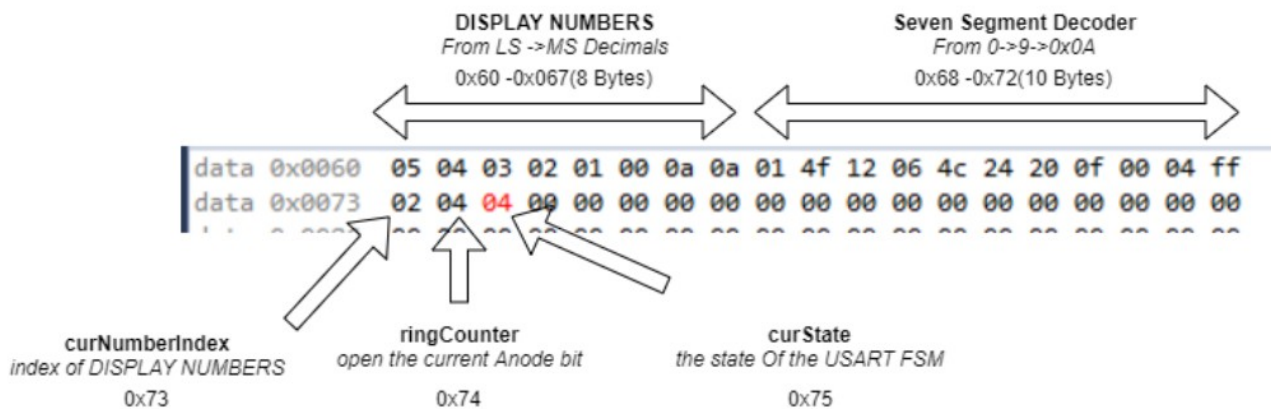 DISPLAY NUMBERS
From LS ->MS Decimals
0x60 -0x067(8 Bytes)
Seven Segment Decoder
From 0->9->0x0A
0x68 -0x72(10 Bytes)
data 0x0060 05 04 03 02 01 00 0a 0a 01 4f 12 06 4c 24 20 0f 00 04 ff
data 0x0073 02 04 04 00 00 00 00 00 00 00 00 00 00 00 00 00 00 00 00
curNumberIndex
index of DISPLAY NUMBERS
0x73
ringCounter
open the current Anode bit
0x74
curState
the state Of the USART FSM
0x75